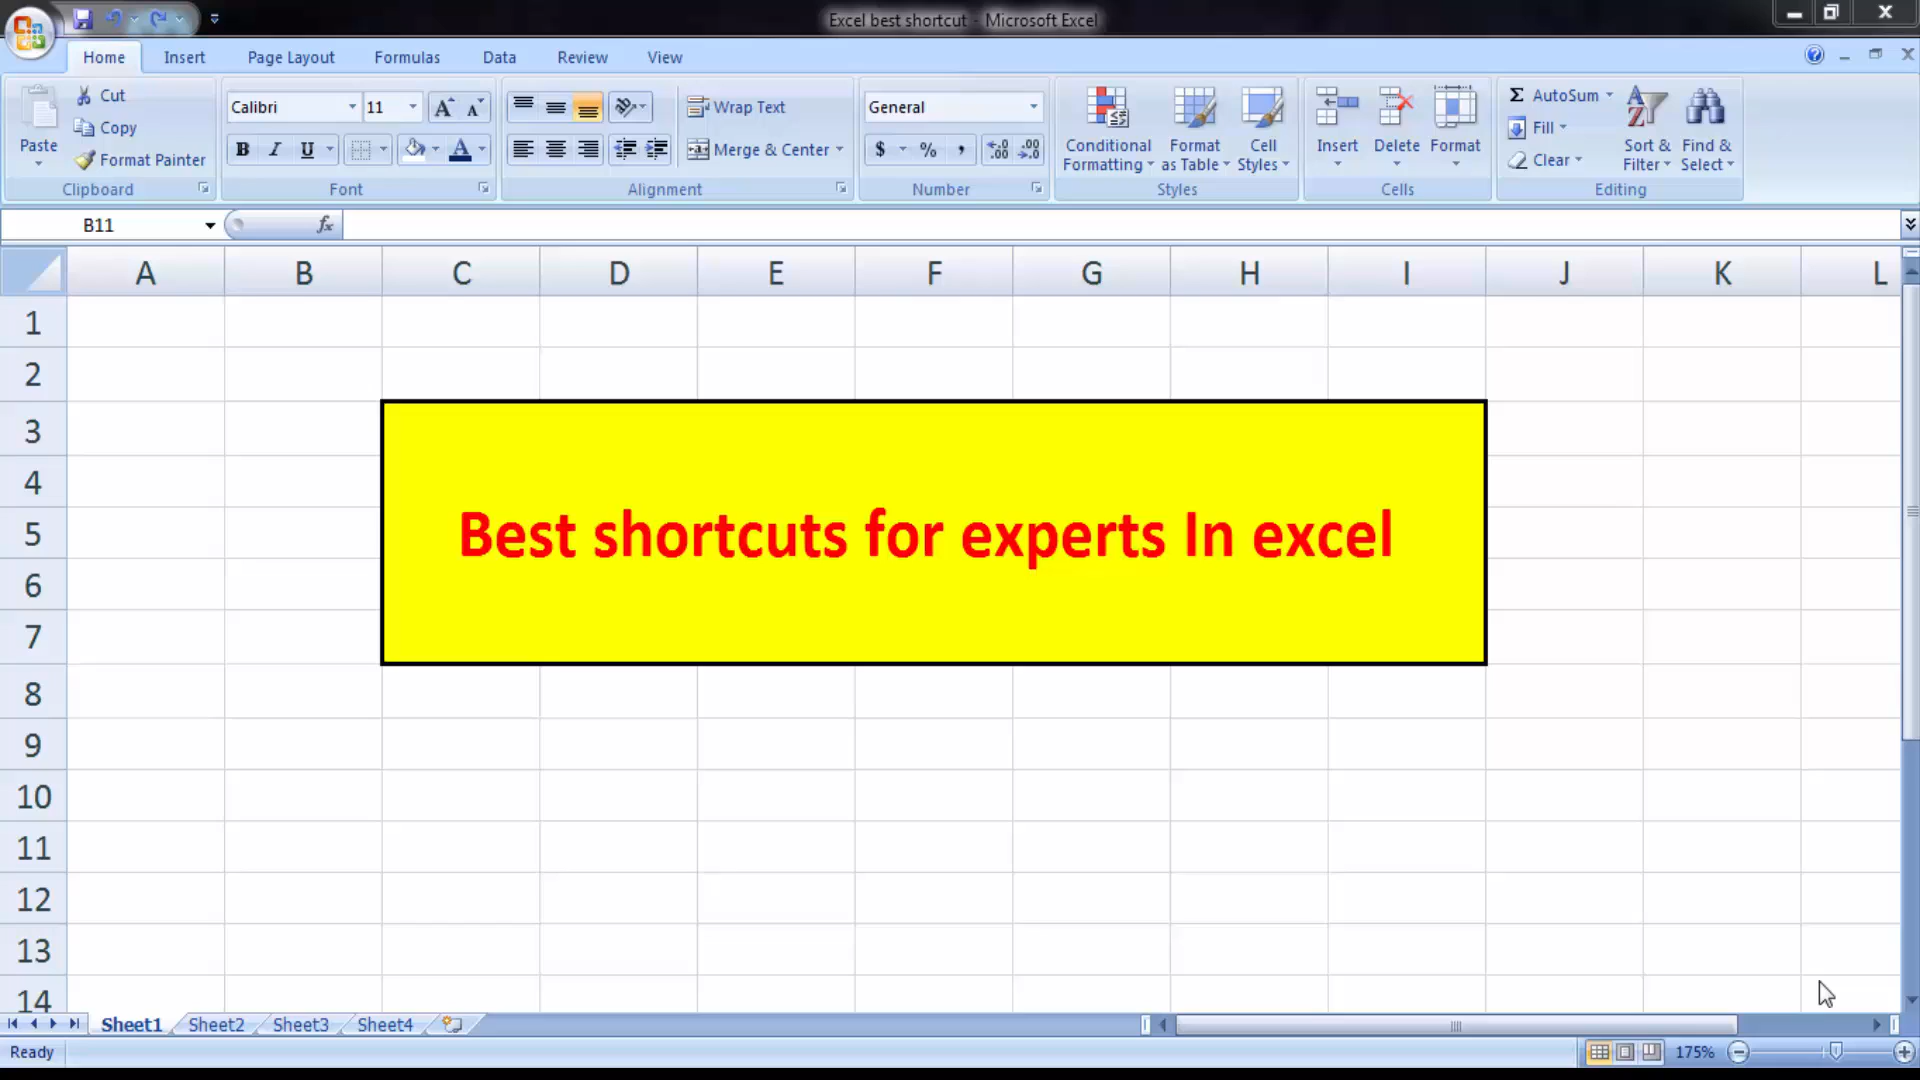 Excel best shortcut - Microsoft Excel
Home Insert Page Layout Formulas Data Review View
Paste
Cut
Copy
Format Painter
Clipboard
Calibri 11
B I U A
Font
Wrap Text
Merge & Center
Alignment
General
$ % ,
Number
Conditional Formatting
Format as Table
Cell Styles
Styles
Insert Delete Format
Cells
Σ AutoSum
Fill
Clear
Sort & Filter
Find & Select
Editing
B11 fx
A B C D E F G H I J K L
1
2
3
4
5
6
7
8
9
10
11
12
13
14
Best shortcuts for experts In excel
Sheet1 Sheet2 Sheet3 Sheet4
Ready 175%